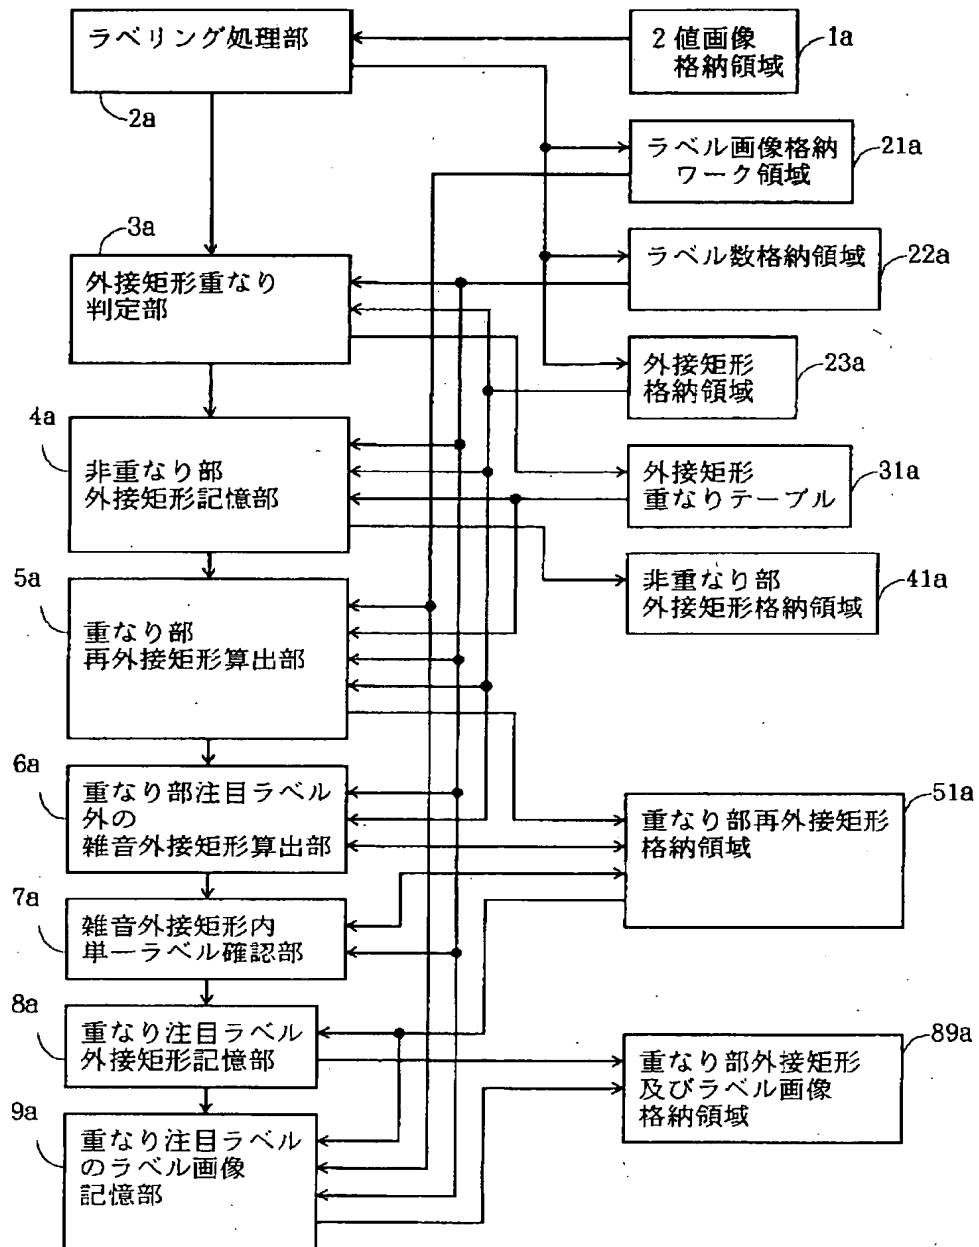 ラベリング処理部
2a
2値画像
格納領域
1a
ラベル画像格納
ワーク領域
21a
3a
外接矩形重なり
判定部
ラベル数格納領域
22a
外接矩形
格納領域
23a
4a
非重なり部
外接矩形記憶部
外接矩形
重なりテーブル
31a
非重なり部
外接矩形格納領域
41a
5a
重なり部
再外接矩形算出部
6a
重なり部注目ラベル
外の
雑音外接矩形算出部
重なり部再外接矩形
格納領域
51a
7a
雑音外接矩形内
単一ラベル確認部
8a
重なり注目ラベル
外接矩形記憶部
重なり部外接矩形
及びラベル画像
格納領域
89a
9a
重なり注目ラベル
のラベル画像
記憶部